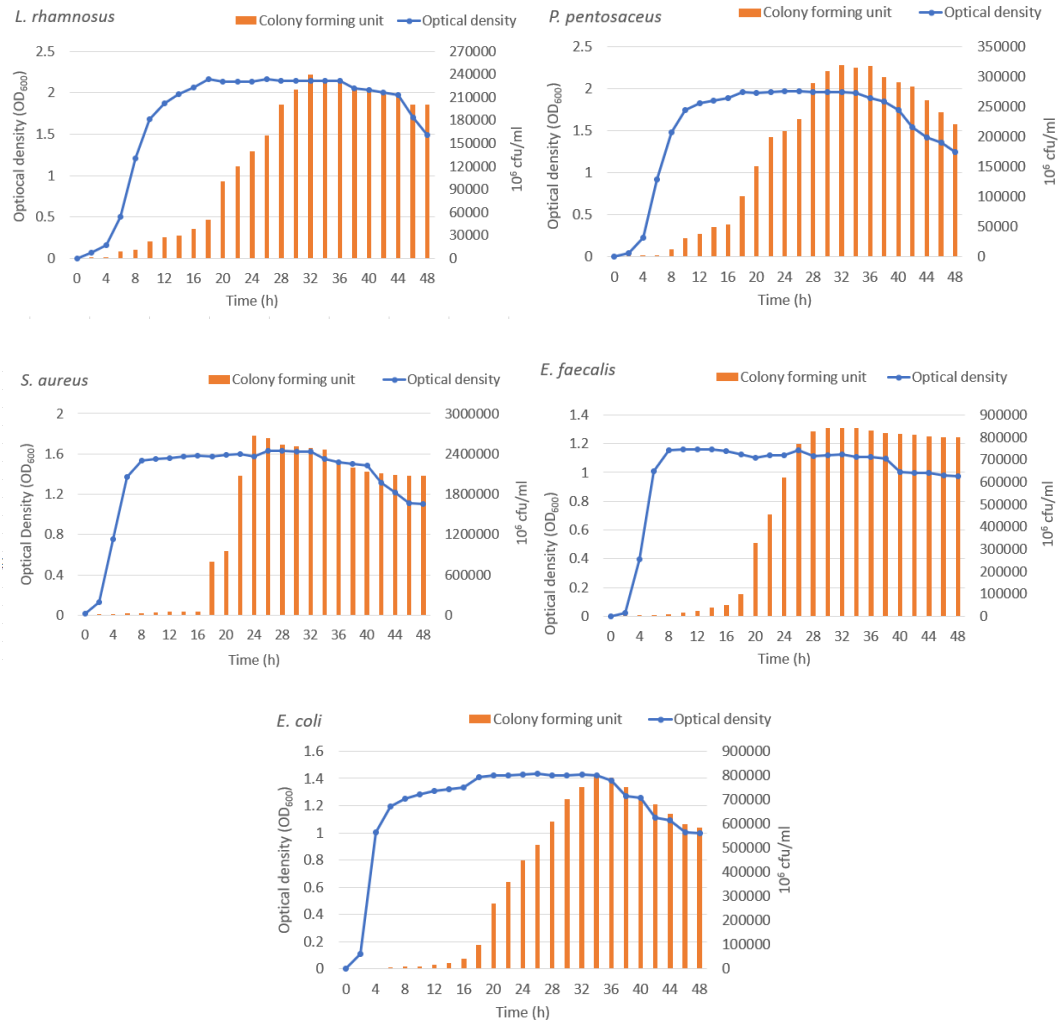 L. rhamnosus
Colony forming unit
Optical density
2.5
2
1.5
1
0.5
0
270000
240000
210000
180000
150000
120000
90000
60000
30000
0
Optiocal density (OD600)
10^6 cfu/ml
0 4 8 12 16 20 24 28 32 36 40 44 48
Time (h)
P. pentosaceus
Colony forming unit
Optical density
2.5
2
1.5
1
0.5
0
350000
300000
250000
200000
150000
100000
50000
0
Optical density (OD600)
10^6 cfu/ml
0 4 8 12 16 20 24 28 32 36 40 44 48
Time (h)
S. aureus
Colony forming unit
Optical density
2
1.6
1.2
0.8
0.4
0
3000000
2400000
1800000
1200000
600000
0
Optical Density (OD600)
10^6 cfu/ml
0 4 8 12 16 20 24 28 32 36 40 44 48
Time (h)
E. faecalis
Colony forming unit
Optical density
1.4
1.2
1
0.8
0.6
0.4
0.2
0
900000
800000
700000
600000
500000
400000
300000
200000
100000
0
Optical density (OD600)
10^6 cfu/ml
0 4 8 12 16 20 24 28 32 36 40 44 48
Time (h)
E. coli
Colony forming unit
Optical density
1.6
1.4
1.2
1
0.8
0.6
0.4
0.2
0
900000
800000
700000
600000
500000
400000
300000
200000
100000
0
Optical density (OD600)
10^6 cfu/ml
0 4 8 12 16 20 24 28 32 36 40 44 48
Time (h)